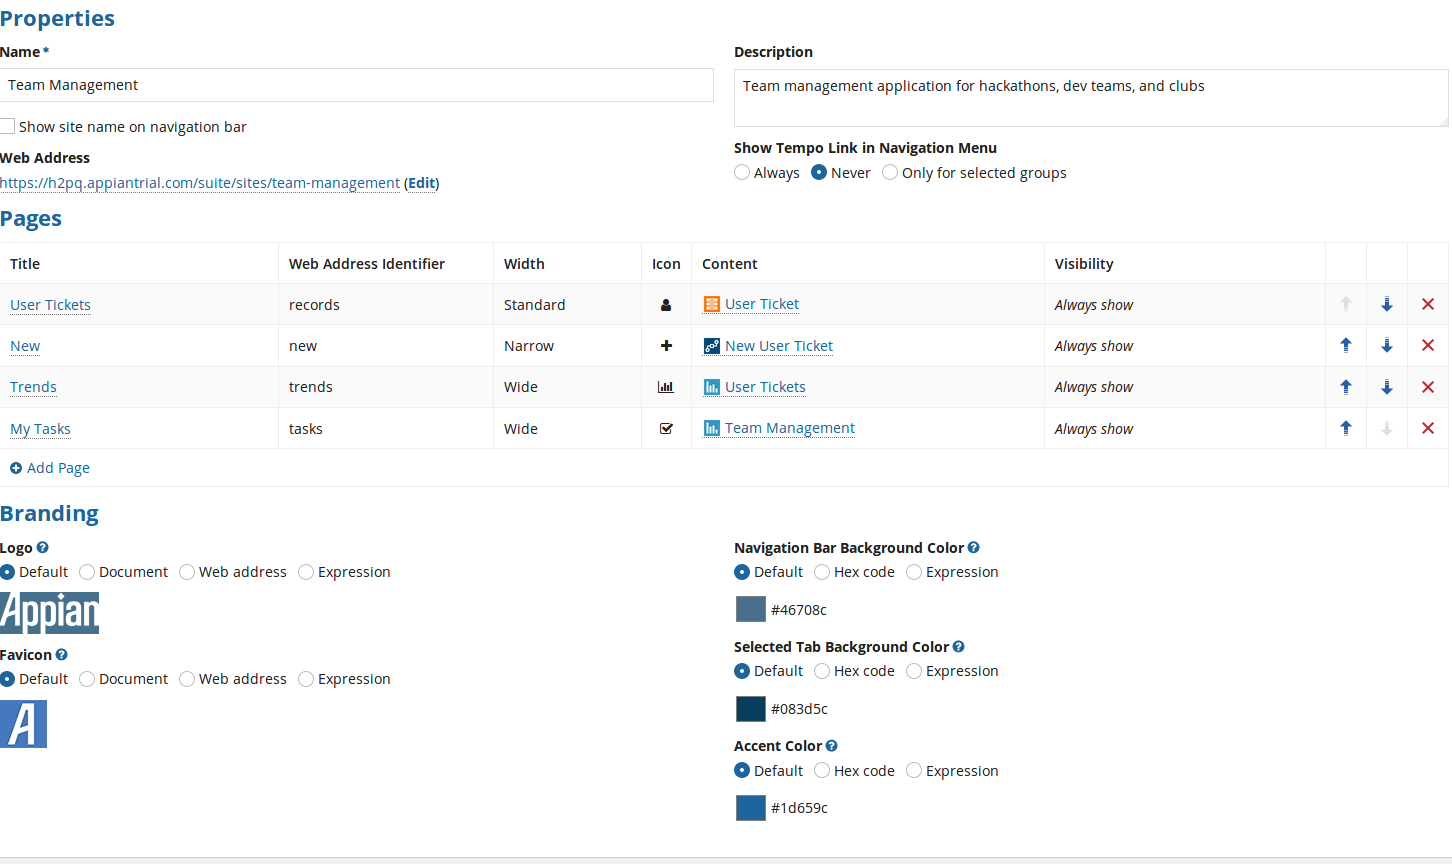 Properties
Name *
Team Management
Show site name on navigation bar
Web Address
https://h2pq.appiantrial.com/suite/sites/team-management (Edit)
Description
Team management application for hackathons, dev teams, and clubs
Show Tempo Link in Navigation Menu
Always Never Only for selected groups
Pages
Title Web Address Identifier Width Icon Content Visibility
User Tickets records Standard User Ticket Always show
New new Narrow New User Ticket Always show
Trends trends Wide User Tickets Always show
My Tasks tasks Wide Team Management Always show
Add Page
Branding
Logo ?
Default Document Web address Expression
Appian
Favicon ?
Default Document Web address Expression
A
Navigation Bar Background Color ?
Default Hex code Expression
#46708c
Selected Tab Background Color ?
Default Hex code Expression
#083d5c
Accent Color ?
Default Hex code Expression
#1d659c